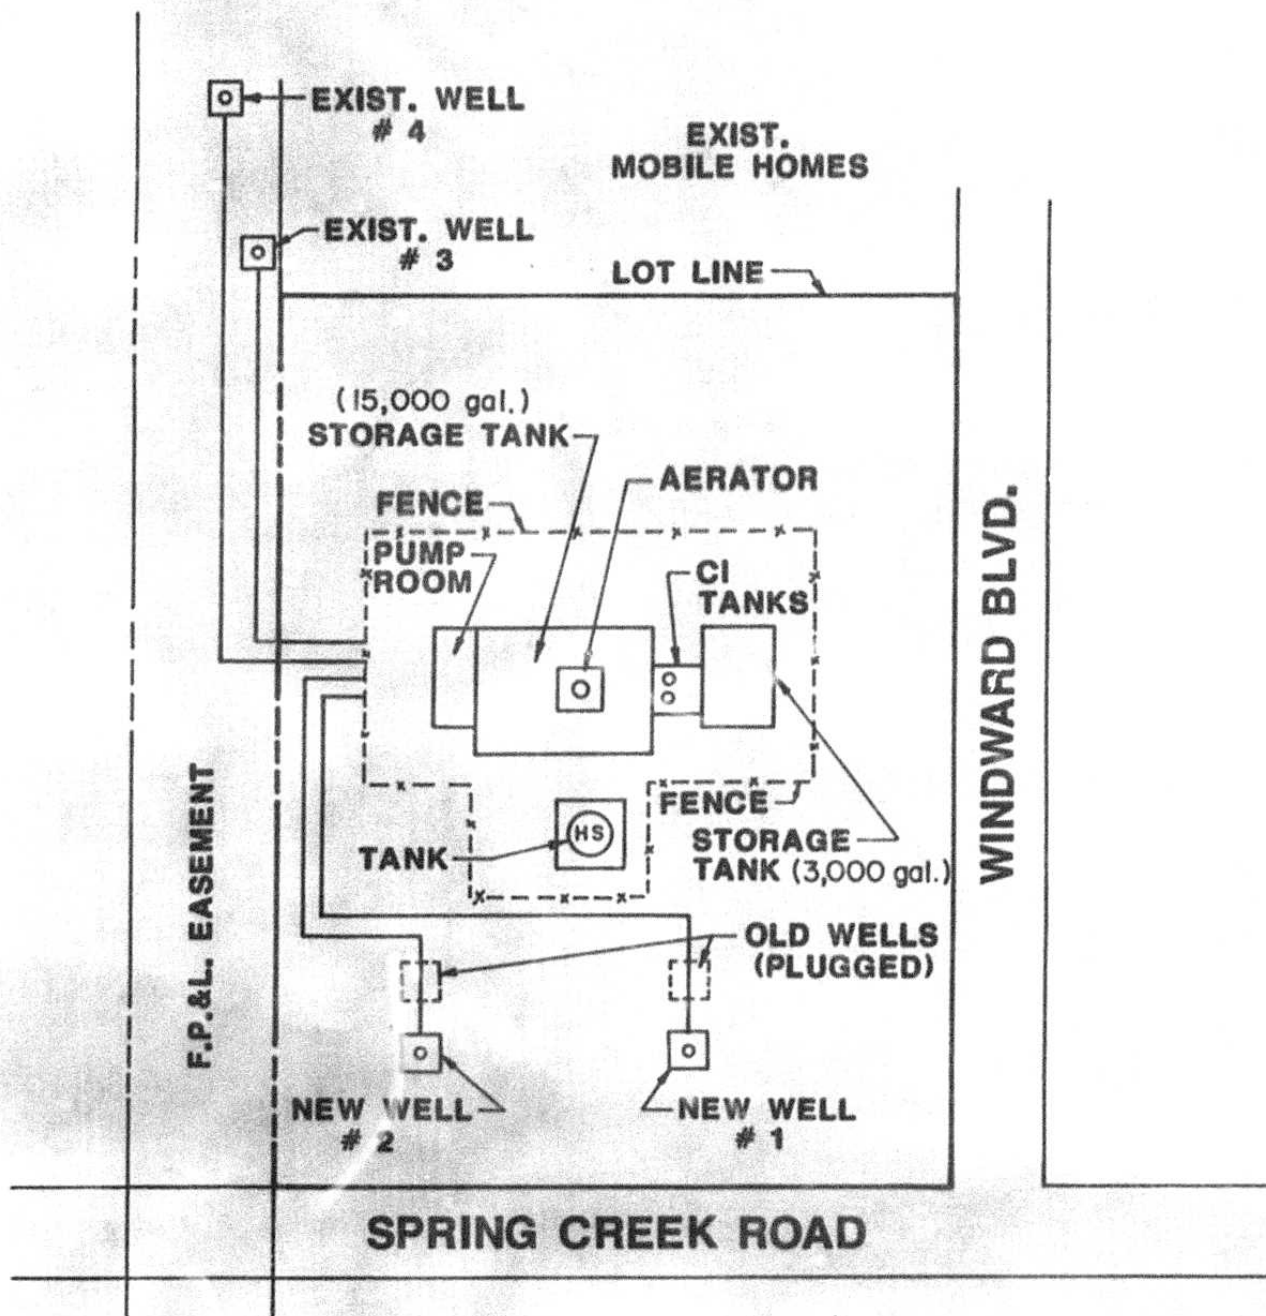 EXIST. WELL
# 4
EXIST.
MOBILE HOMES
EXIST. WELL
# 3
LOT LINE
(15,000 gal.)
STORAGE TANK
AERATOR
FENCE
PUMP
ROOM
CI
TANKS
WINDWARD BLVD.
F.P.&L. EASEMENT
FENCE
HS
TANK
STORAGE
TANK (3,000 gal.)
OLD WELLS
(PLUGGED)
NEW WELL
# 2
NEW WELL
# 1
SPRING CREEK ROAD